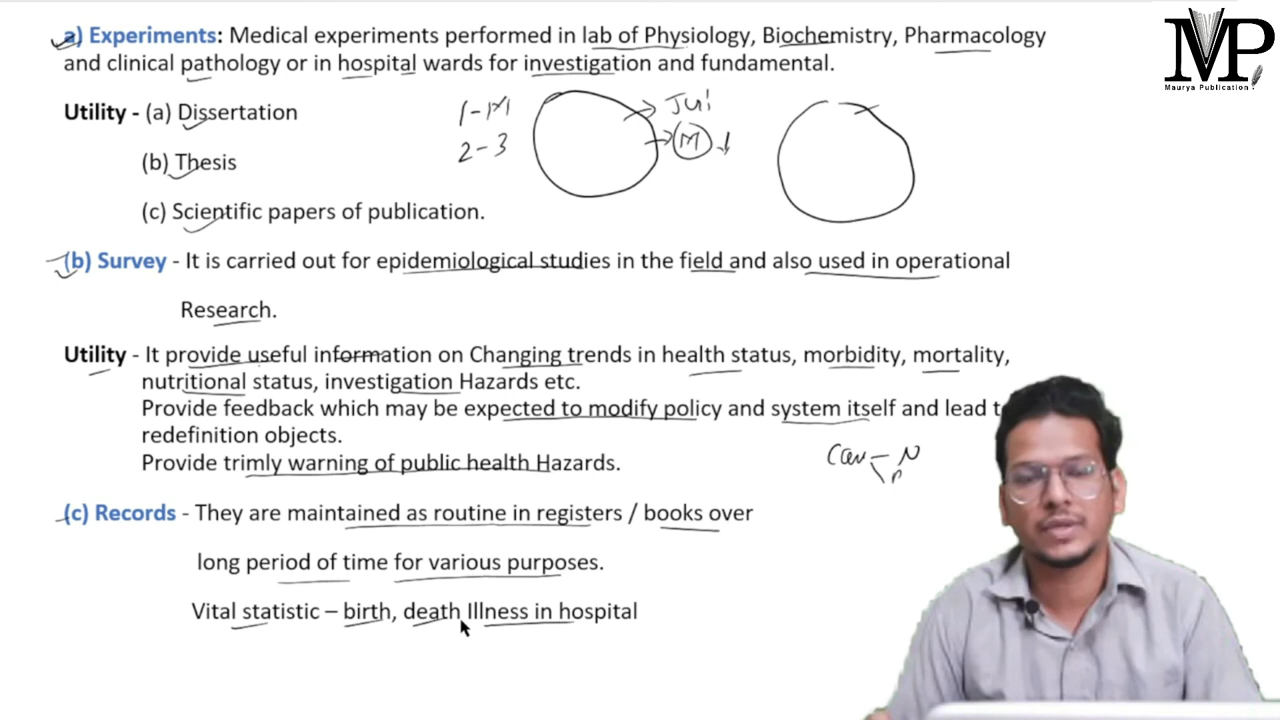 a) Experiments: Medical experiments performed in lab of Physiology, Biochemistry, Pharmacology
and clinical pathology or in hospital wards for investigation and fundamental.
MP
Maurya Publication
Utility - (a) Dissertation
(b) Thesis
(c) Scientific papers of publication.
2-3
M
(b) Survey - It is carried out for epidemiological studies in the field and also used in operational
Research.
Utility - It provide useful information on Changing trends in health status, morbidity, mortality,
nutritional status, investigation Hazards etc.
Provide feedback which may be expected to modify policy and system itself and lead
redefinition objects.
Provide trimly warning of public health Hazards.
(c) Records - They are maintained as routine in registers / books over
long period of time for various purposes.
Vital statistic – birth, death Illness in hospital